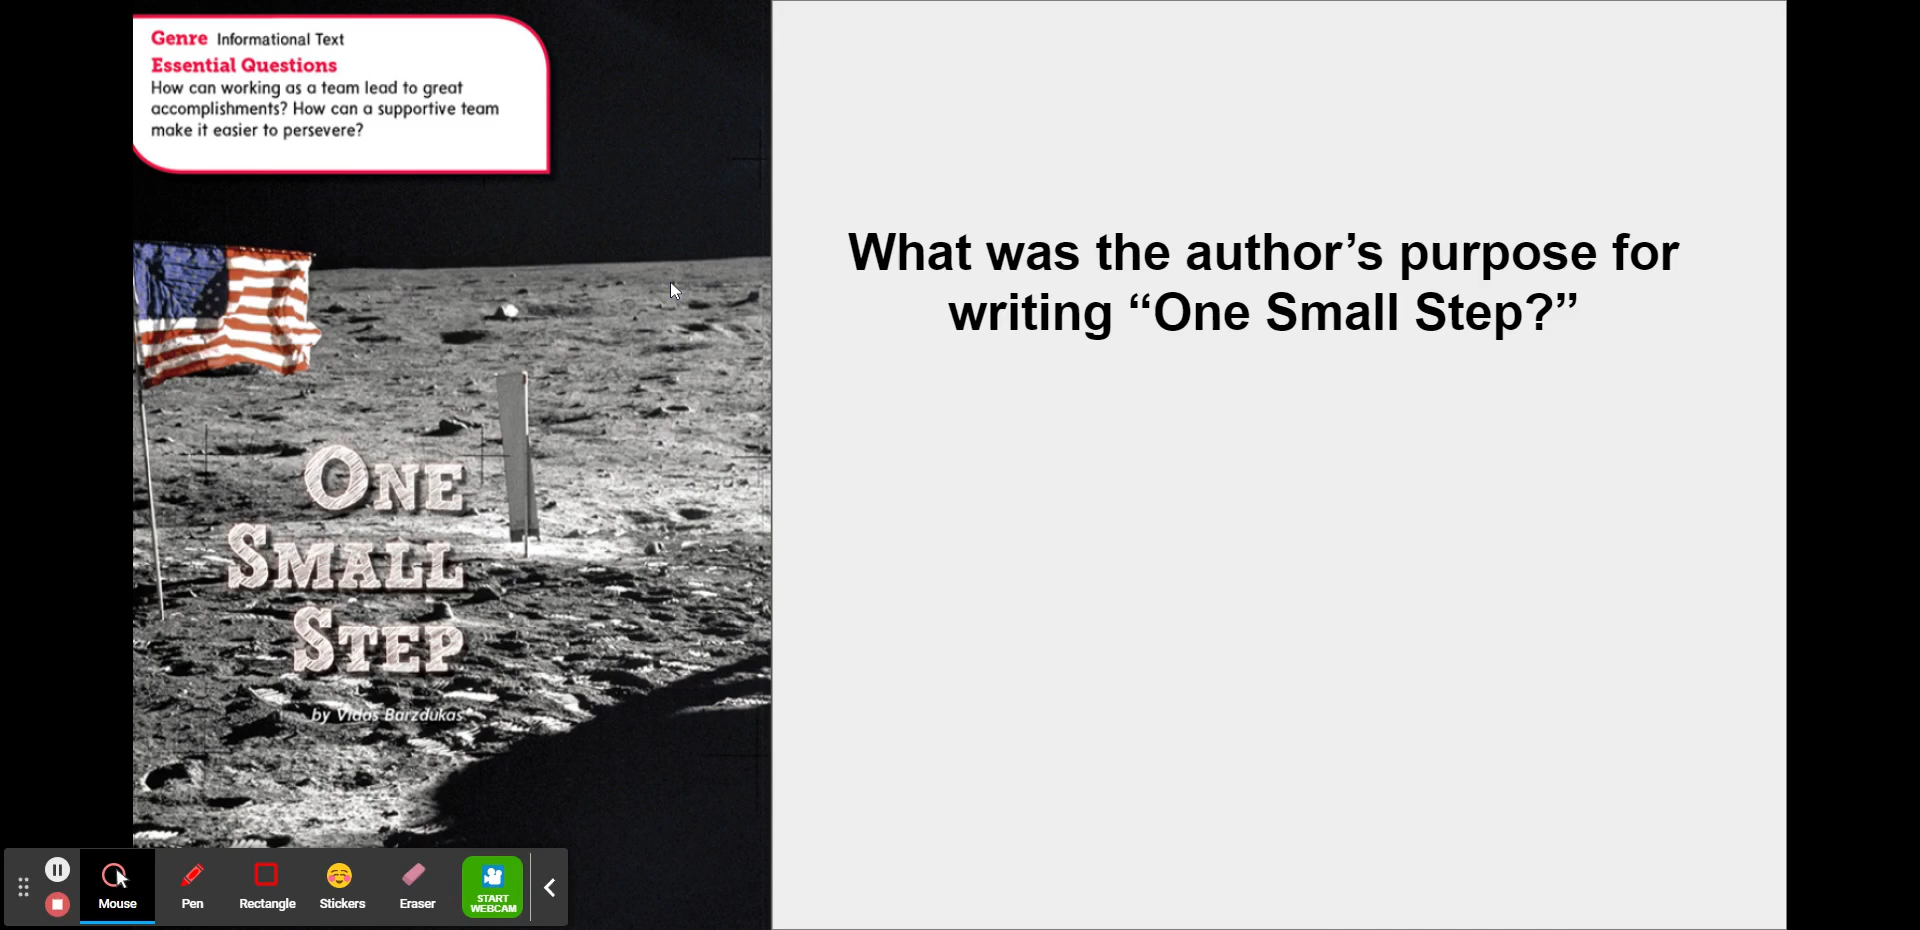 Genre Informational Text
Essential Questions
How can working as a team lead to great
accomplishments? How can a supportive team
make it easier to persevere?
What was the author’s purpose for
writing “One Small Step?”
ONE
SMALL
STEP
by Vidas Barzdukas
Mouse
Pen
Rectangle
Stickers
Eraser
START
WEBCAM